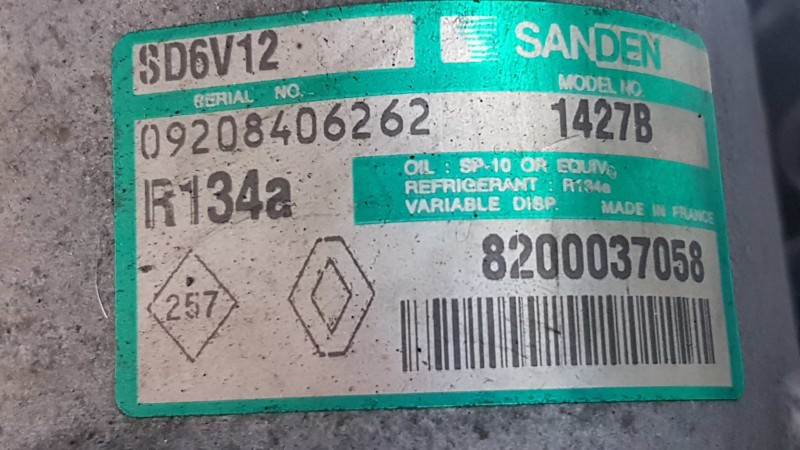 SD6V12
SANDEN
SERIAL NO.
MODEL NO.
09208406262
1427B
R134a
OIL : SP-10 OR EQUIV.
REFRIGERANT : R134a
VARIABLE DISP. MADE IN FRANCE
8200037058
257